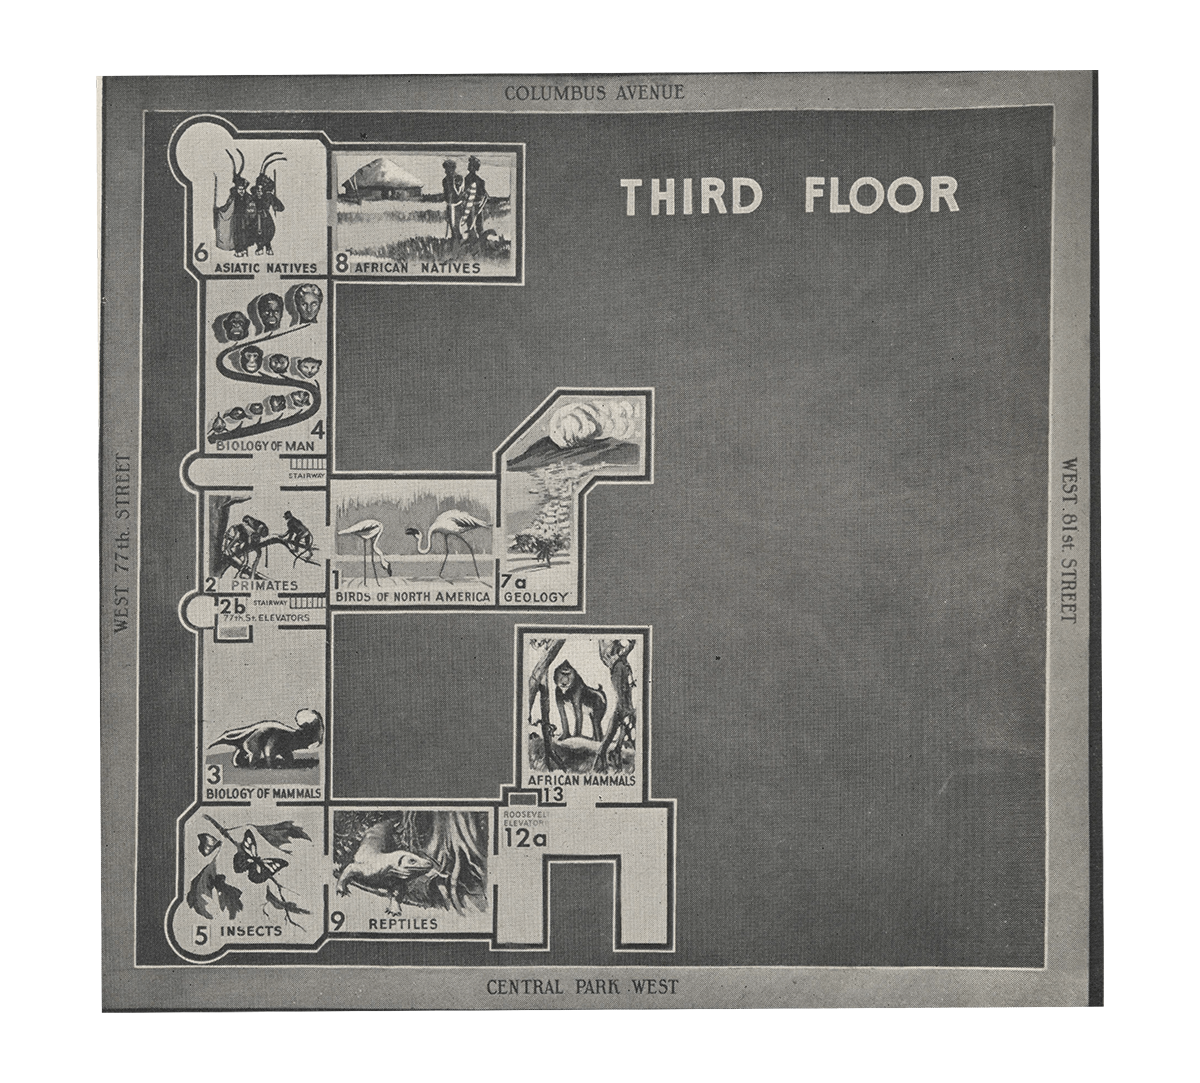 COLUMBUS AVENUE
THIRD FLOOR
6
ASIATIC NATIVES
8 AFRICAN NATIVES
4
BIOLOGY OF MAN
STAIRWAY
WEST 77th. STREET
WEST. 81st. STREET
2 PRIMATES
1
BIRDS OF NORTH AMERICA
7a
GEOLOGY
2b STAIRWAY
77th. St. ELEVATORS
3
BIOLOGY OF MAMMALS
AFRICAN MAMMALS
13
ROOSEVELT
ELEVATORS
12a
5 INSECTS
9 REPTILES
CENTRAL PARK WEST